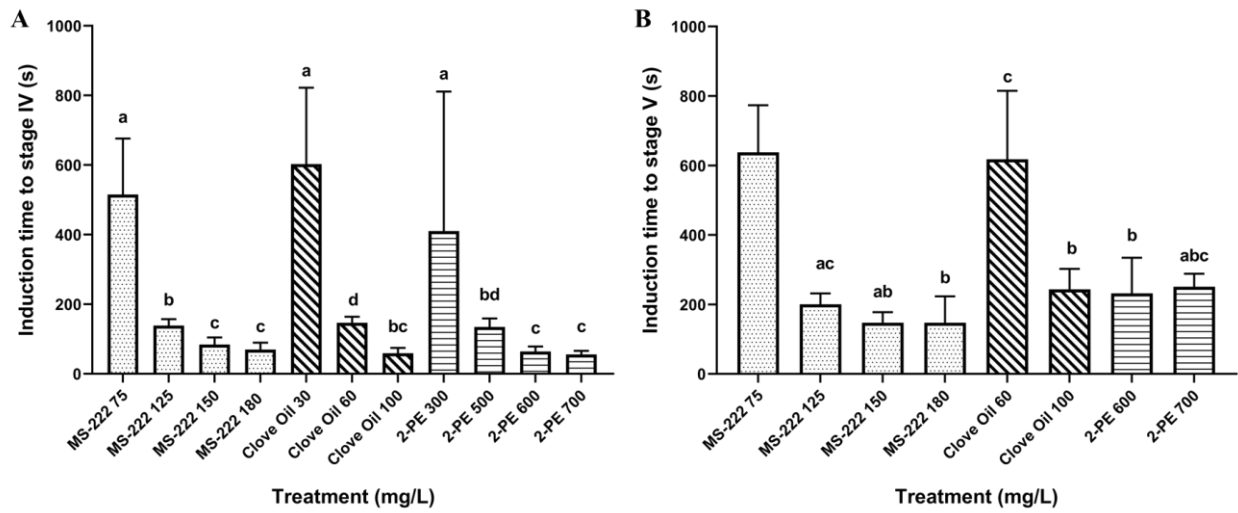 A
Induction time to stage IV (s)
1000
800
600
400
200
0
a
b
c
c
a
d
bc
a
bd
c
c
MS-222 75
MS-222 125
MS-222 150
MS-222 180
Clove Oil 30
Clove Oil 60
Clove Oil 100
2-PE 300
2-PE 500
2-PE 600
2-PE 700
Treatment (mg/L)
B
Induction time to stage V (s)
1000
800
600
400
200
0
ac
ab
b
c
b
b
abc
MS-222 75
MS-222 125
MS-222 150
MS-222 180
Clove Oil 60
Clove Oil 100
2-PE 600
2-PE 700
Treatment (mg/L)